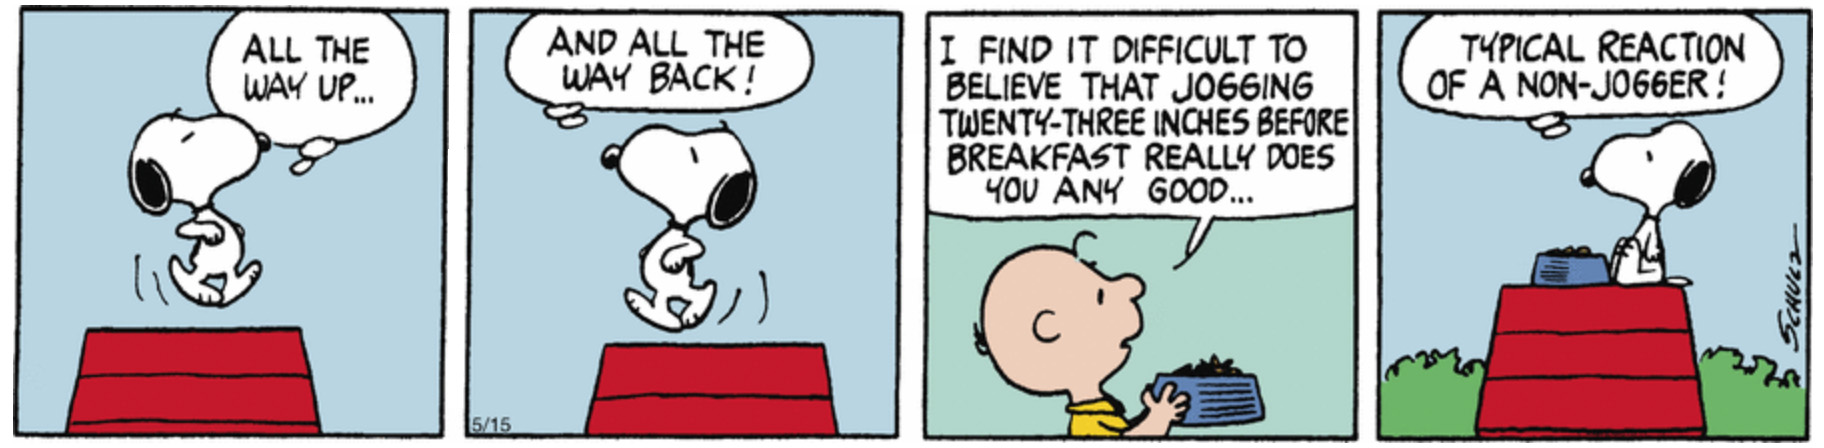 ALL THE
WAY UP...
AND ALL THE
WAY BACK!
5/15
I FIND IT DIFFICULT TO
BELIEVE THAT JOGGING
TWENTY-THREE INCHES BEFORE
BREAKFAST REALLY DOES
YOU ANY GOOD...
TYPICAL REACTION
OF A NON-JOGGER!
SCHULZ